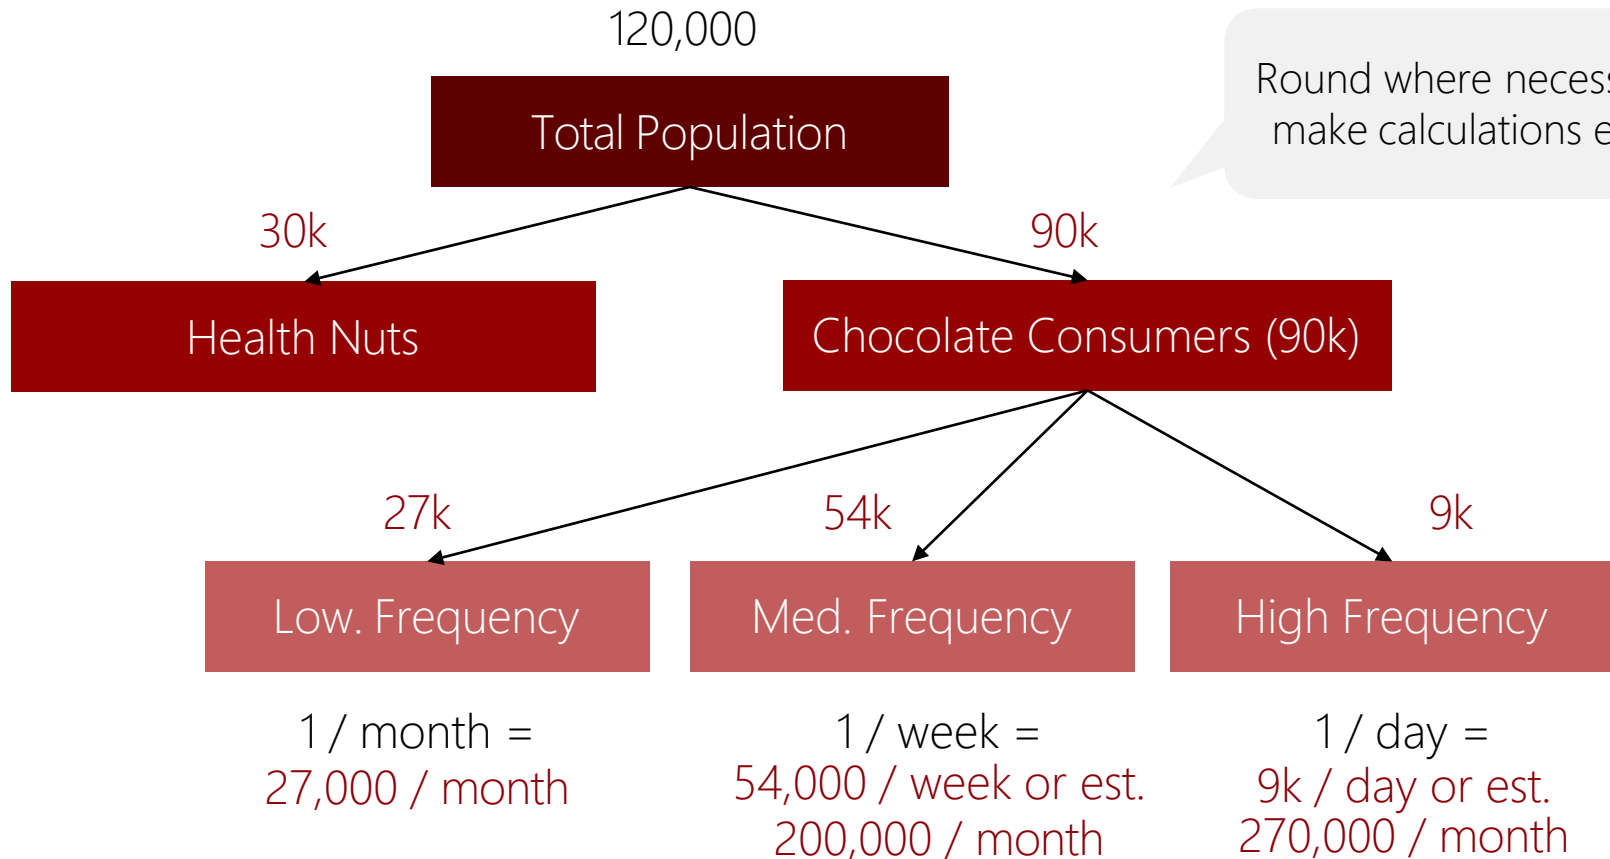 120,000
Total Population
Round where
make calculations
30k
90k
Health Nuts
Chocolate Consumers (90k)
27k
54k
9k
Low. Frequency
Med. Frequency
High Frequency
1 / month =
27,000 / month
1 / week =
54,000 / week or est.
200,000 / month
1 / day =
9k / day or est.
270,000 / month